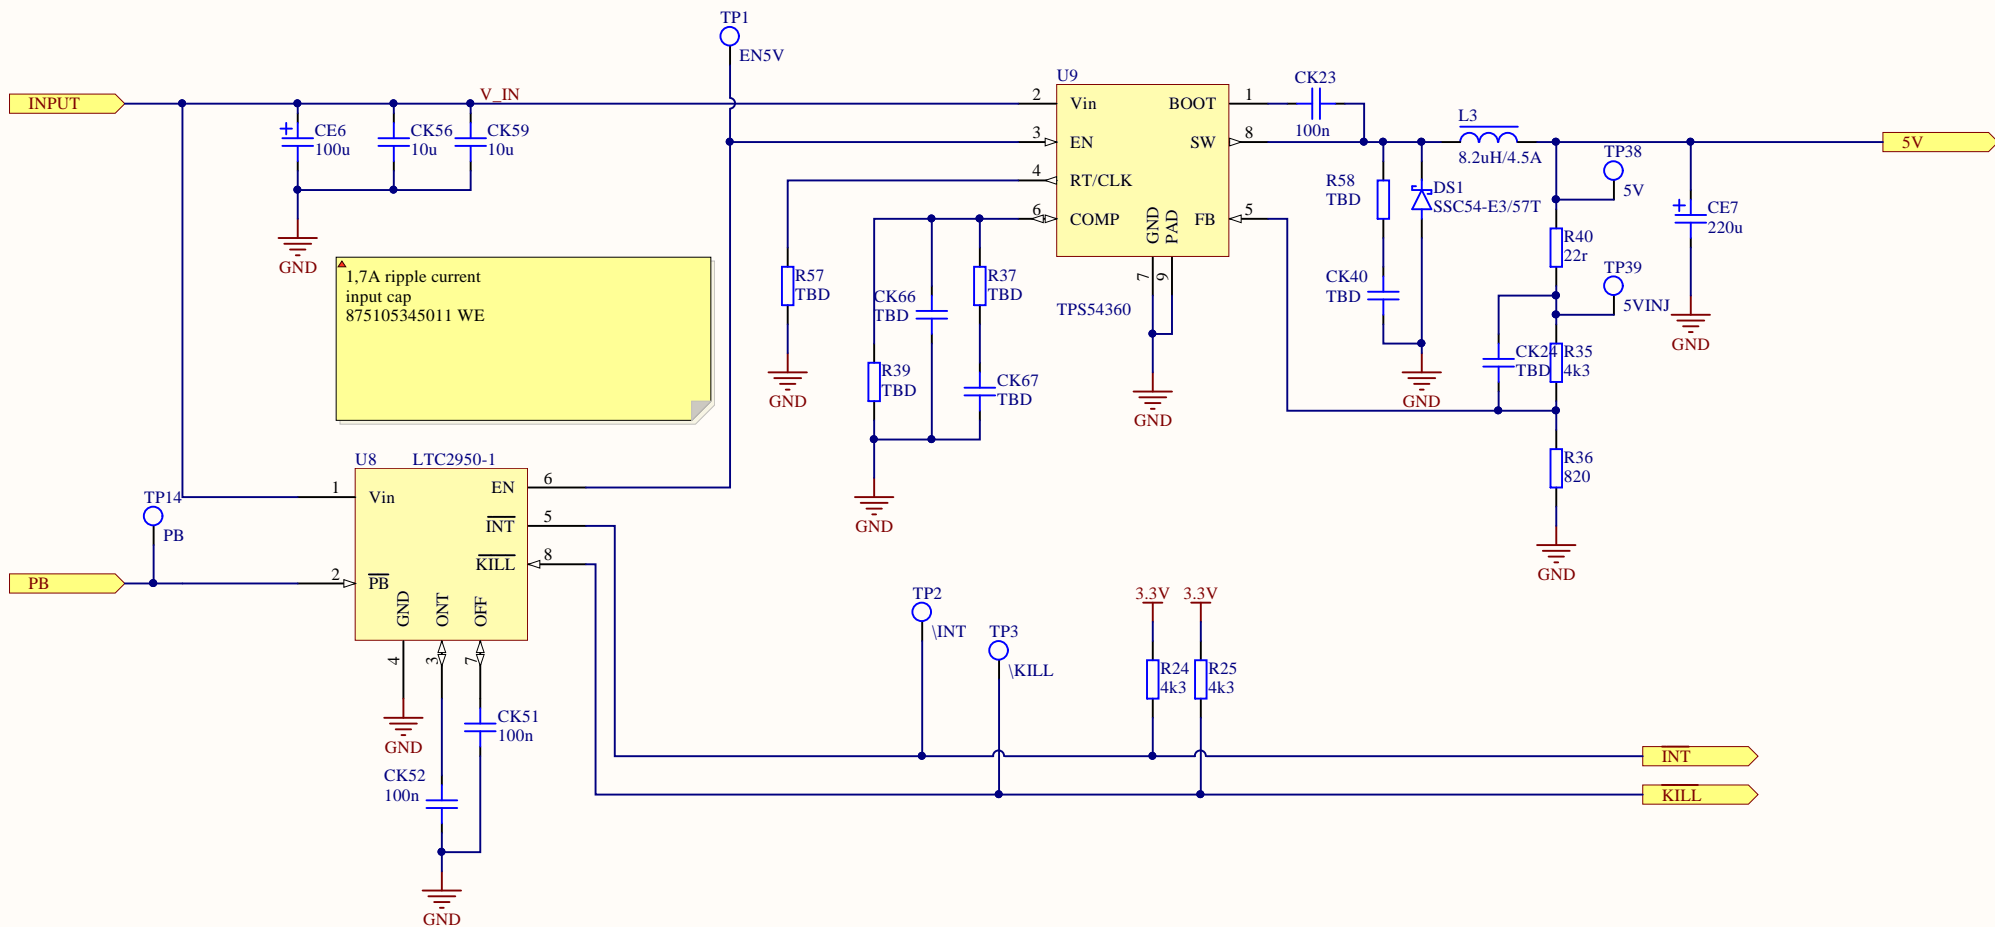 TP1
EN5V
INPUT
V_IN
CE6
100u
CK56
10u
CK59
10u
GND
1,7A ripple current
input cap
875105345011 WE
U9
2
Vin
3
EN
4
RT/CLK
6
COMP
BOOT
1
SW
8
FB
5
GND
PAD
7
9
TPS54360
GND
CK23
100n
R57
TBD
GND
CK66
TBD
R37
TBD
R39
TBD
CK67
TBD
GND
L3
8.2uH/4.5A
R58
TBD
DS1
SSC54-E3/57T
CK40
TBD
GND
TP38
5V
R40
22r
TP39
5VINJ
CK24
TBD
R35
4k3
R36
820
GND
CE7
220u
GND
5V
U8
LTC2950-1
1
Vin
2
PB
EN
6
INT
5
KILL
8
GND
ONT
OFF
4
3
7
TP14
PB
PB
GND
CK51
100n
CK52
100n
GND
TP2
\INT
TP3
\KILL
3.3V
3.3V
R24
4k3
R25
4k3
INT
KILL